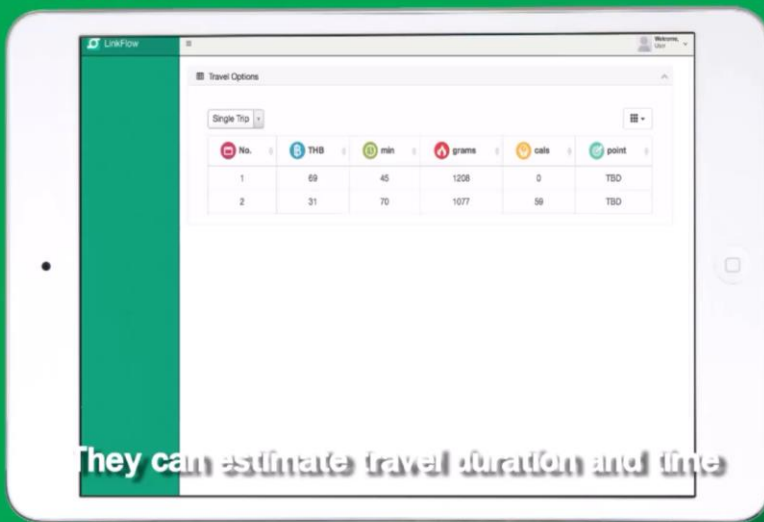 LinkFlow
Welcome,
User
Travel Options
Single Trip
No. THB min grams cals point
1 69 45 1208 0 TBD
2 31 70 1077 59 TBD
They can estimate travel duration and time